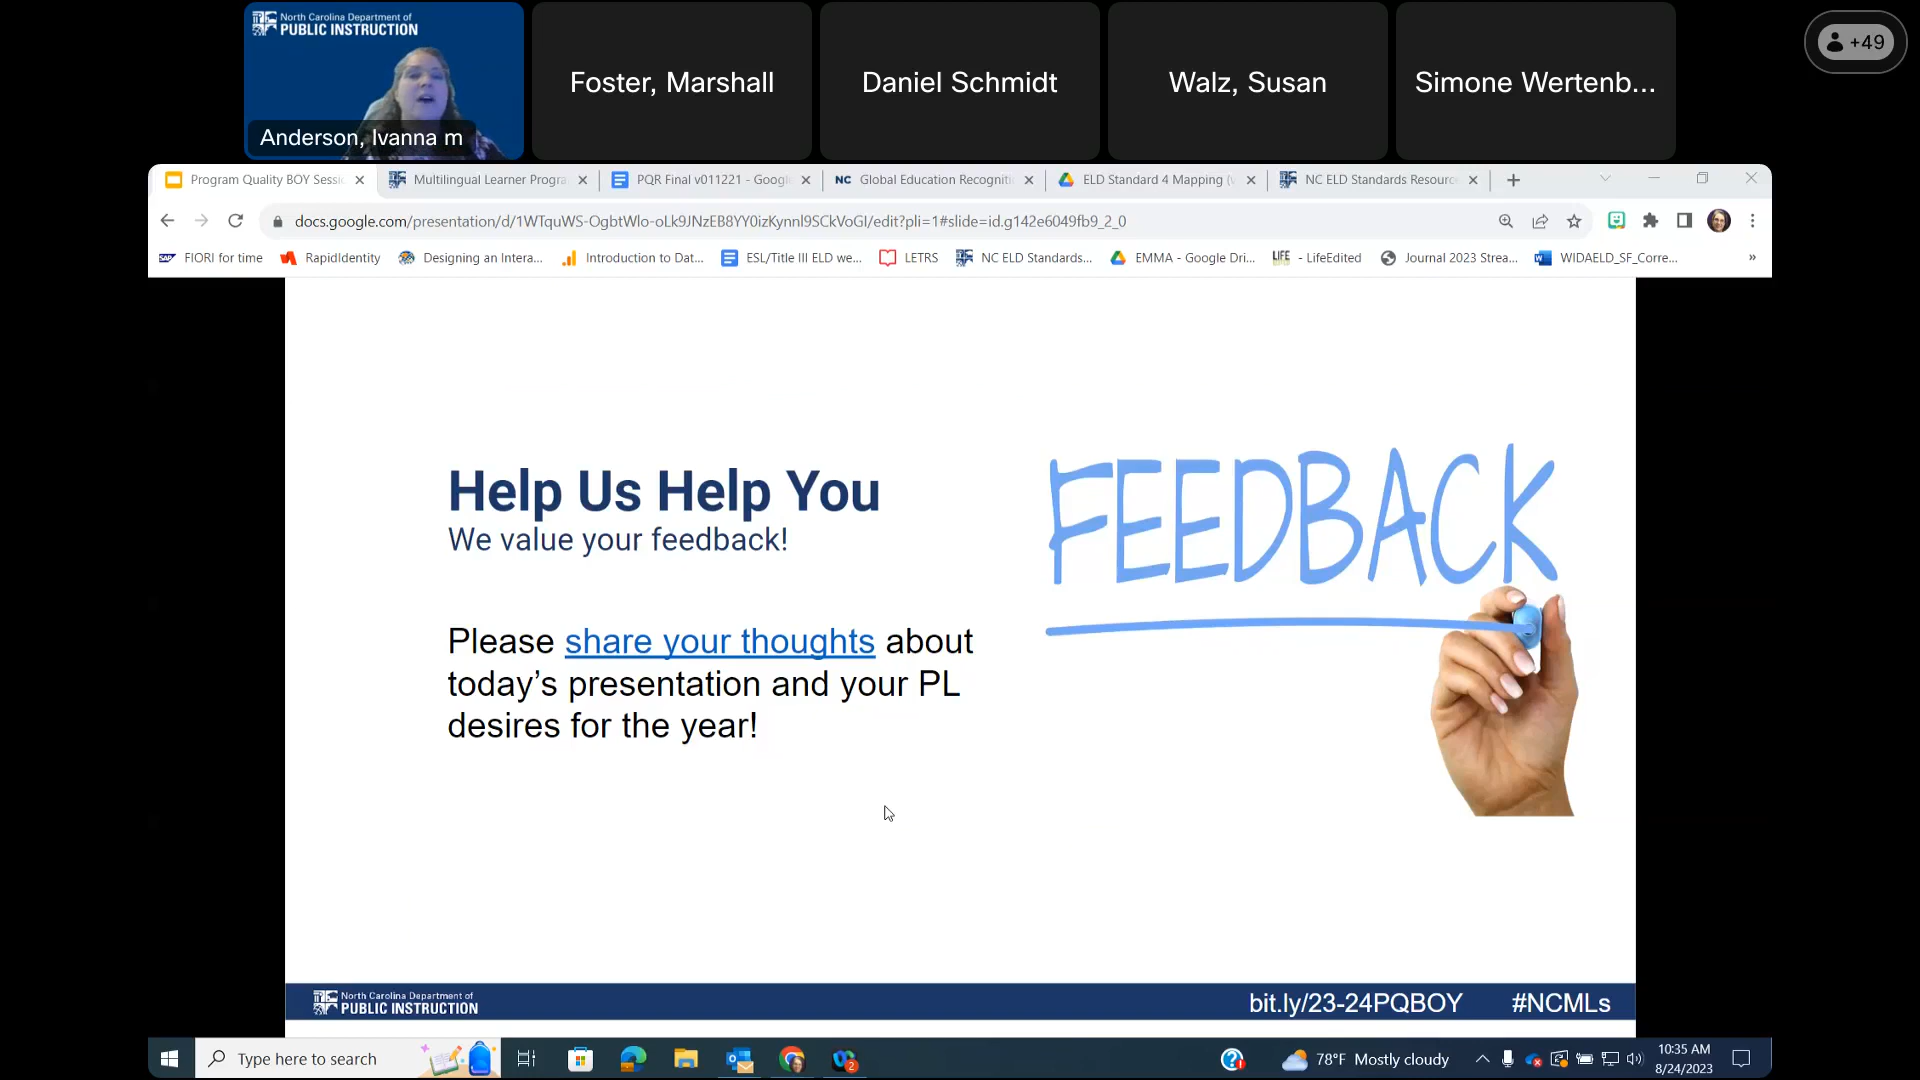 North Carolina Department of
PUBLIC INSTRUCTION
Anderson, Ivanna m
Foster, Marshall
Daniel Schmidt
Walz, Susan
Simone Wertenb...
+49
Program Quality BOY Sessi
Multilingual Learner Progra
PQR Final v011221 - Googl
NC Global Education Recogniti
ELD Standard 4 Mapping (
NC ELD Standards Resourc
docs.google.com/presentation/d/1WTquWS-OgbtWlo-oLk9JNzEB8YY0izKynnl9SCkVoGI/edit?pli=1#slide=id.g142e6049fb9_2_0
SAP FIORI for time
RapidIdentity
Designing an Intera...
Introduction to Dat...
ESL/Title III ELD we...
LETRS
NC ELD Standards...
EMMA - Google Dri...
LIFE - LifeEdited
Journal 2023 Strea...
WIDAELD_SF_Corre...
»
Help Us Help You
We value your feedback!
Please share your thoughts about
today's presentation and your PL
desires for the year!
FEEDBACK
North Carolina Department of
PUBLIC INSTRUCTION
bit.ly/23-24PQBOY
#NCMLs
Type here to search
2
78°F Mostly cloudy
10:35 AM
8/24/2023